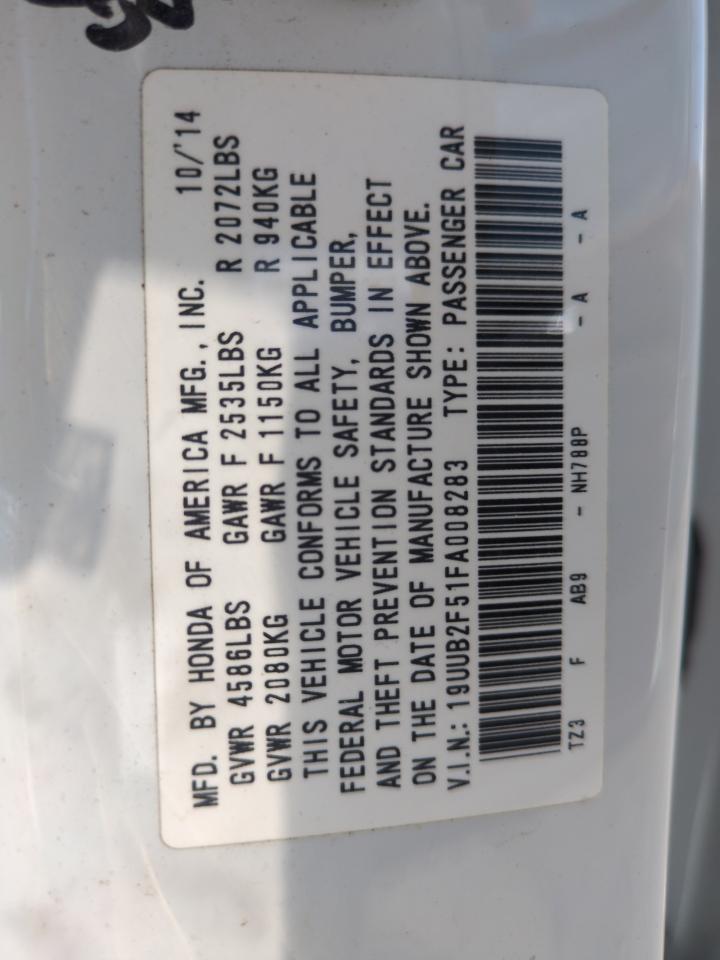 MFD. BY HONDA OF AMERICA MFG., INC. 10/'14
GVWR 4586LBS GAWR F 2535LBS R 2072LBS
GVWR 2080KG GAWR F 1150KG R 940KG
THIS VEHICLE CONFORMS TO ALL APPLICABLE
FEDERAL MOTOR VEHICLE SAFETY, BUMPER,
AND THEFT PREVENTION STANDARDS IN EFFECT
ON THE DATE OF MANUFACTURE SHOWN ABOVE.
V.I.N.: 19UUB2F51FA008283 TYPE: PASSENGER CAR
TZ3 F AB9 - NH788P - A - A